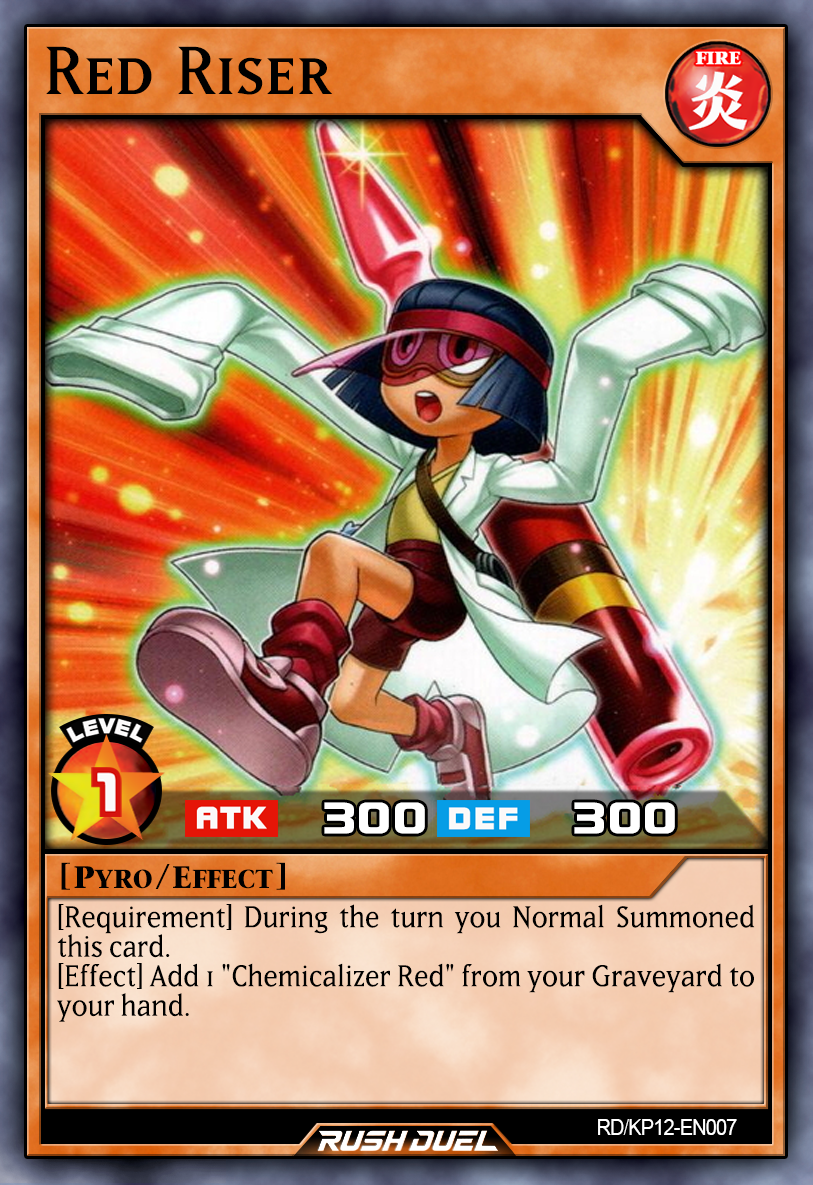 RED RISER
FIRE
炎
LEVEL
1
ATK 300 DEF 300
[PYRO/EFFECT]
[Requirement] During the turn you Normal Summoned
this card.
[Effect] Add 1 "Chemicalizer Red" from your Graveyard to
your hand.
RD/KP12-EN007
RUSH DUEL